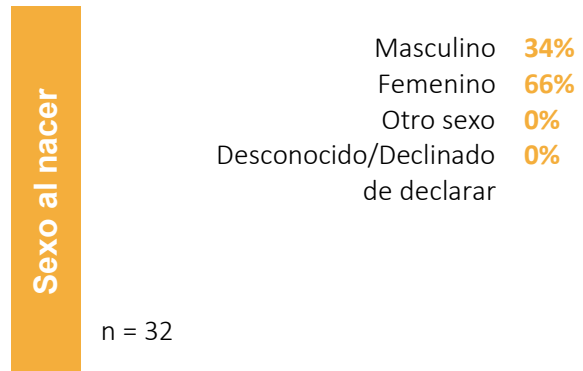 Sexo al nacer
Masculino 34%
Femenino 66%
Otro sexo 0%
Desconocido/Declinado 0%
de declarar
n = 32